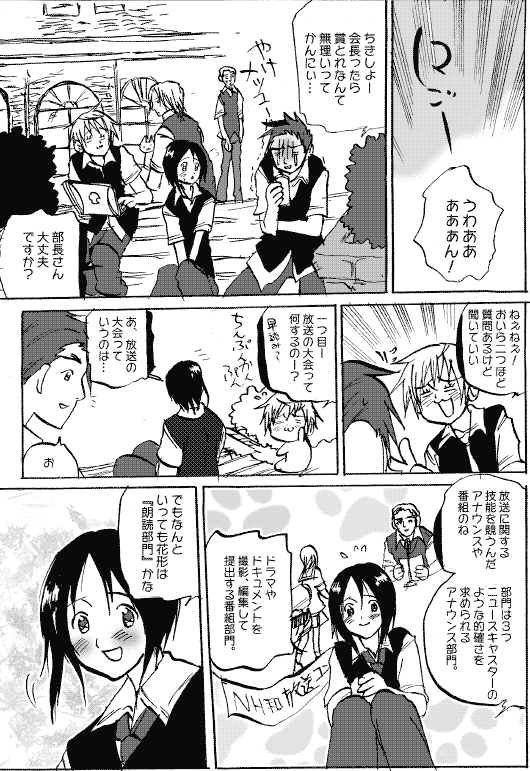 ロごー
うわああ
あああん！
ちきしょー
会長ったら
賞とれなんて
無理いって
かんにぃ…
やけ
メッコー
部長さん
大丈夫
ですか？
ねえねえ！
おいら二つほど
質問あるけど
聞いていい
一つ目ー
放送の大会って
何するのー？
早読み？
ちんぷんかん
ぷん
あ、放送の
大会って
いうのは…
お
放送に関する
技能を競うんだ
アナウンスや
番組のね
部門は３つ
ニュースキャスターの
ような的確さを
求められる
アナウンス部門。
ドラマや
ドキュメントを
撮影、編集して
提出する番組部門。
でもなんと
いっても花形は
『朗読部門』かな